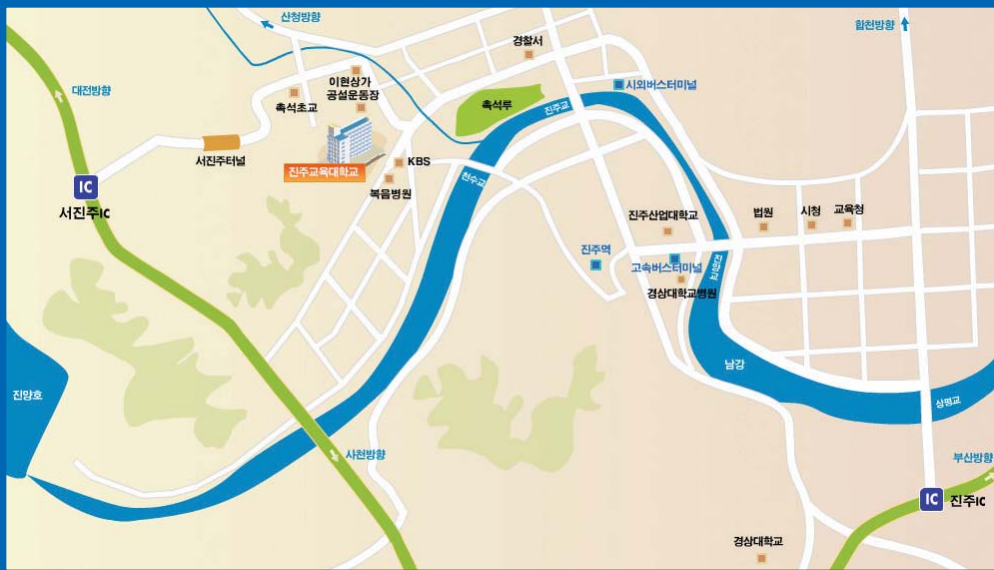 산청방향
합천방향
경찰서
대전방향
이현상가
공설운동장
촉석초교
시외버스터미널
촉석루
진주교
서진주터널
진주교육대학교
KBS
복음병원
천수교
IC
서진주IC
진주산업대학교
법원
시청
교육청
진주역
고속버스터미널
경상대학교병원
남강
진양호
상평교
사천방향
부산방향
IC
진주IC
경상대학교